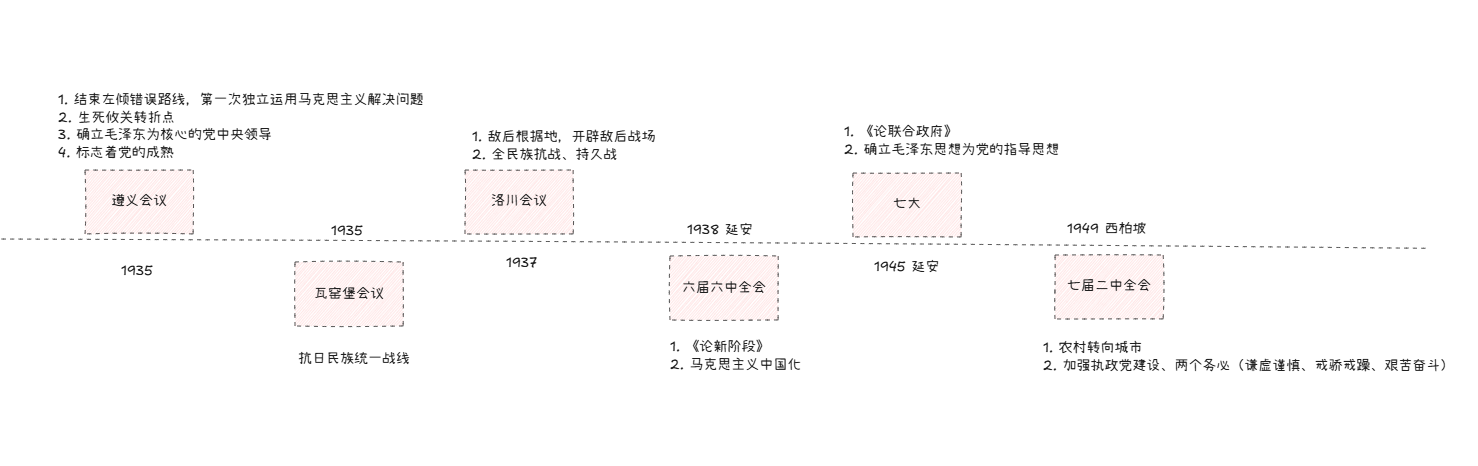 1. 结束左倾错误路线，第一次独立运用马克思主义解决问题
2. 生死攸关转折点
3. 确立毛泽东为核心的党中央领导
4. 标志着党的成熟
遵义会议
1935
1935
瓦窑堡会议
抗日民族统一战线
1. 敌后根据地，开辟敌后战场
2. 全民族抗战、持久战
洛川会议
1937
1938 延安
六届六中全会
1. 《论新阶段》
2. 马克思主义中国化
1. 《论联合政府》
2. 确立毛泽东思想为党的指导思想
七大
1945 延安
1949 西柏坡
七届二中全会
1. 农村转向城市
2. 加强执政党建设、两个务必（谦虚谨慎、戒骄戒躁、艰苦奋斗）